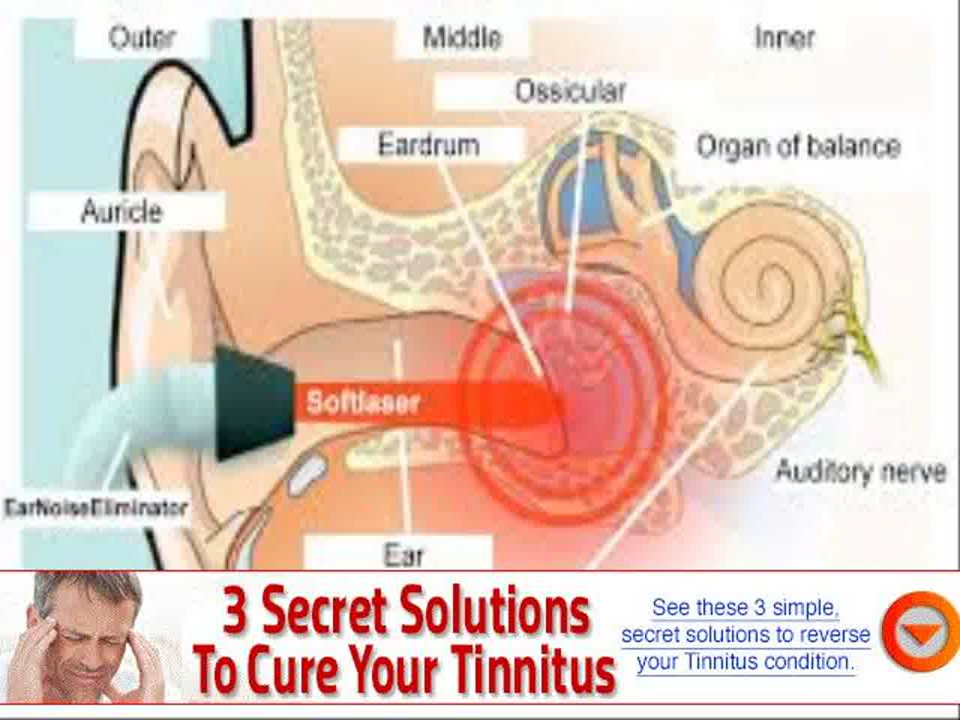 Outer
Middle
Inner
Ossicular
Eardrum
Organ of balance
Auricle
Softlaser
Auditory nerve
EarNoiseEliminator
Ear
3 Secret Solutions
To Cure Your Tinnitus
See these 3 simple,
secret solutions to reverse
your Tinnitus condition.